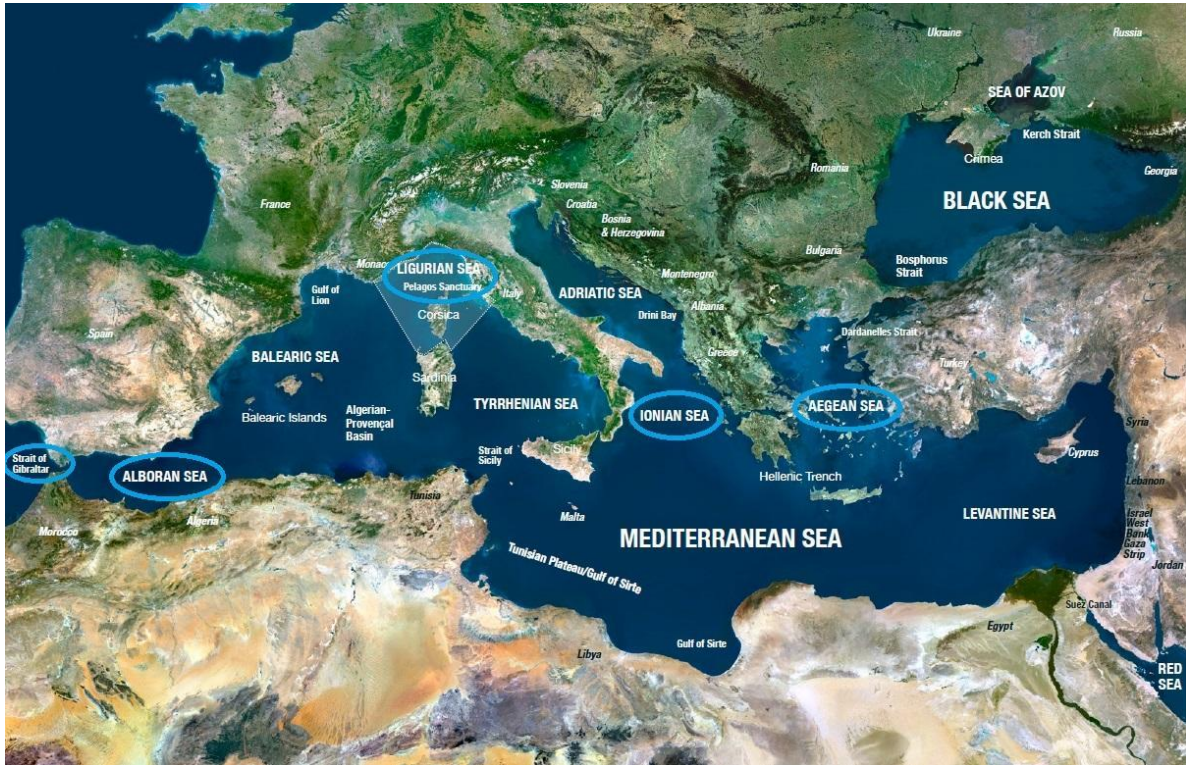 Ukraine
Russia
SEA OF AZOV
Kerch Strait
Crimea
Romania
Georgia
Slovenia
France
Croatia
BLACK SEA
Bosnia
& Herzegovina
Bulgaria
Monaco
LIGURIAN SEA
Pelagos Sanctuary
Bosphorus
Strait
Montenegro
Gulf of
Lion
Italy
ADRIATIC SEA
Albania
Corsica
Drini Bay
Spain
Dardanelles Strait
BALEARIC SEA
Greece
Turkey
Sardinia
TYRRHENIAN SEA
IONIAN SEA
AEGEAN SEA
Balearic Islands
Algerian-
Provençal
Basin
Syria
Strait of
Gibraltar
Strait of
Sicily
Sicily
Cyprus
ALBORAN SEA
Hellenic Trench
Lebanon
Tunisia
Morocco
Algeria
Malta
MEDITERRANEAN SEA
LEVANTINE SEA
Israel
West
Bank
Gaza
Strip
Jordan
Tunisian Plateau/Gulf of Sirte
Suez Canal
Egypt
Gulf of Sirte
Libya
RED
SEA